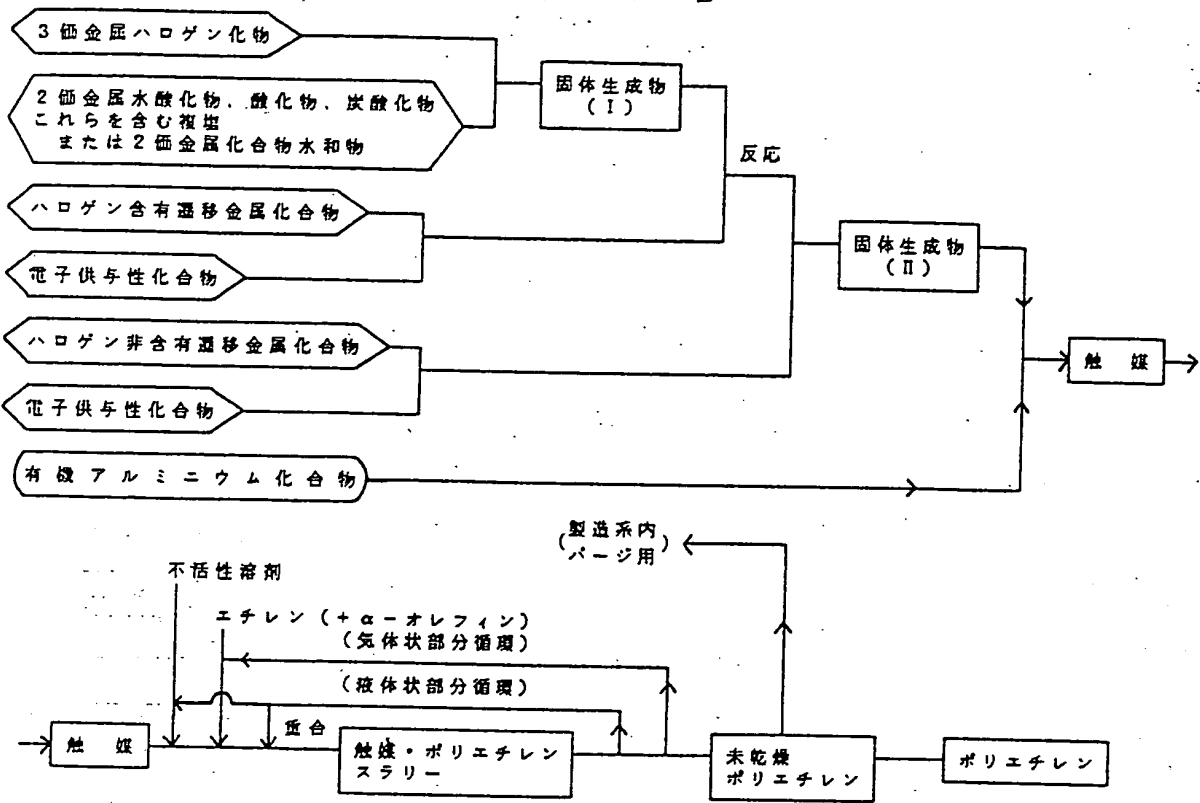 3価金属ハロゲン化物
2価金属水酸化物、酸化物、炭酸化物
これらを含む複塩
または2価金属化合物水和物
固体生成物
(Ⅰ)
反応
ハロゲン含有遷移金属化合物
電子供与性化合物
固体生成物
(Ⅱ)
ハロゲン非含有遷移金属化合物
電子供与性化合物
触媒
有機アルミニウム化合物
(製造系内
パージ用)
不活性溶剤
エチレン(+α-オレフィン)
(気体状部分循環)
(液体状部分循環)
重合
触媒
触媒・ポリエチレン
スラリー
未乾燥
ポリエチレン
ポリエチレン